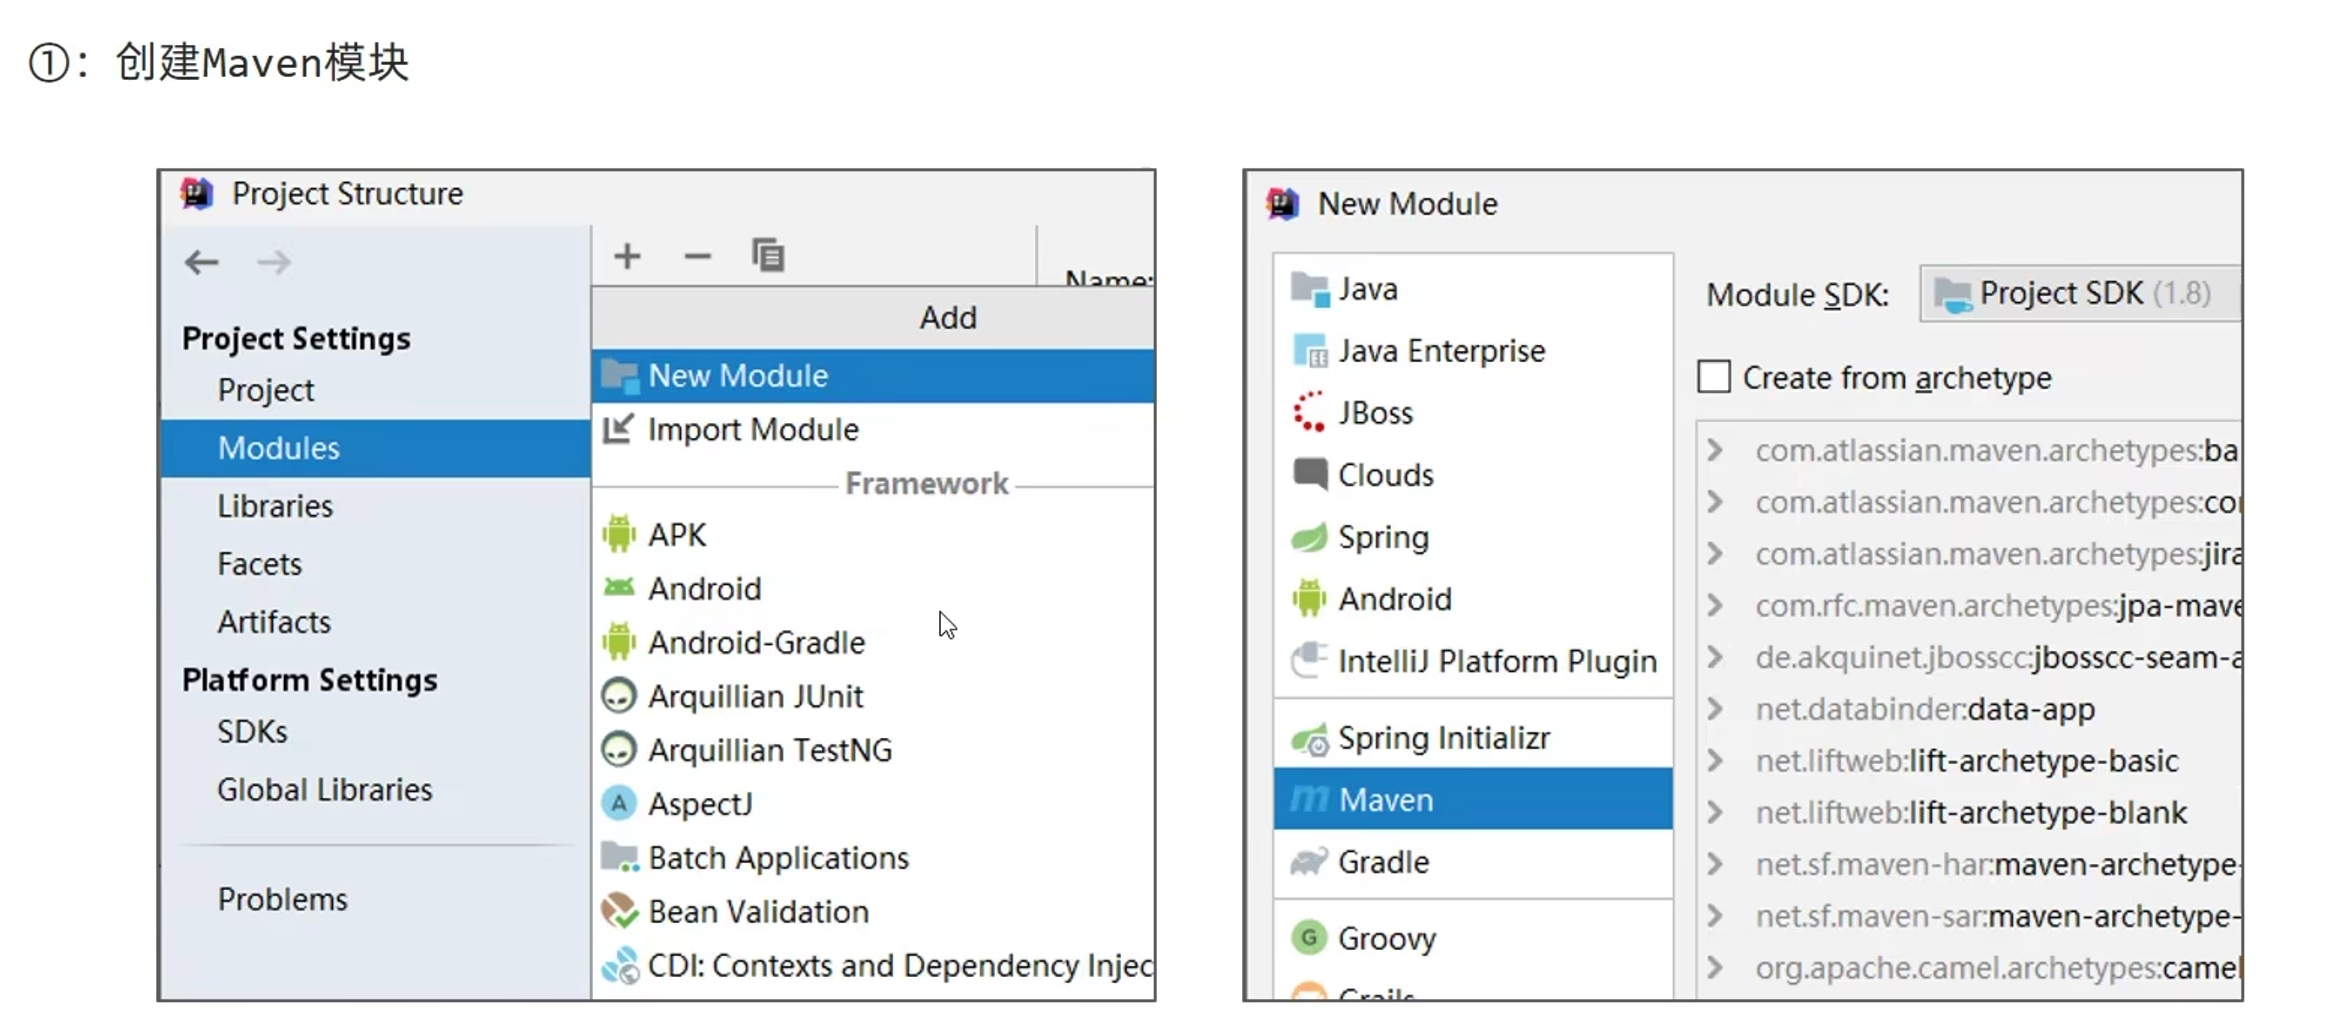 ①：创建Maven模块
Project Structure
Name:
Project Settings
Project
Modules
Libraries
Facets
Artifacts
Platform Settings
SDKs
Global Libraries
Problems
Add
New Module
Import Module
Framework
APK
Android
Android-Gradle
Arquillian JUnit
Arquillian TestNG
AspectJ
Batch Applications
Bean Validation
CDI: Contexts and Dependency Injec
New Module
Java
Java Enterprise
JBoss
Clouds
Spring
Android
IntelliJ Platform Plugin
Spring Initializr
Maven
Gradle
Groovy
Grails
Module SDK: Project SDK (1.8)
Create from archetype
com.atlassian.maven.archetypes:ba
com.atlassian.maven.archetypes:co
com.atlassian.maven.archetypes:jira
com.rfc.maven.archetypes:jpa-mave
de.akquinet.jbosscc:jbosscc-seam-a
net.databinder:data-app
net.liftweb:lift-archetype-basic
net.liftweb:lift-archetype-blank
net.sf.maven-har:maven-archetype-
net.sf.maven-sar:maven-archetype-
org.apache.camel.archetypes:camel